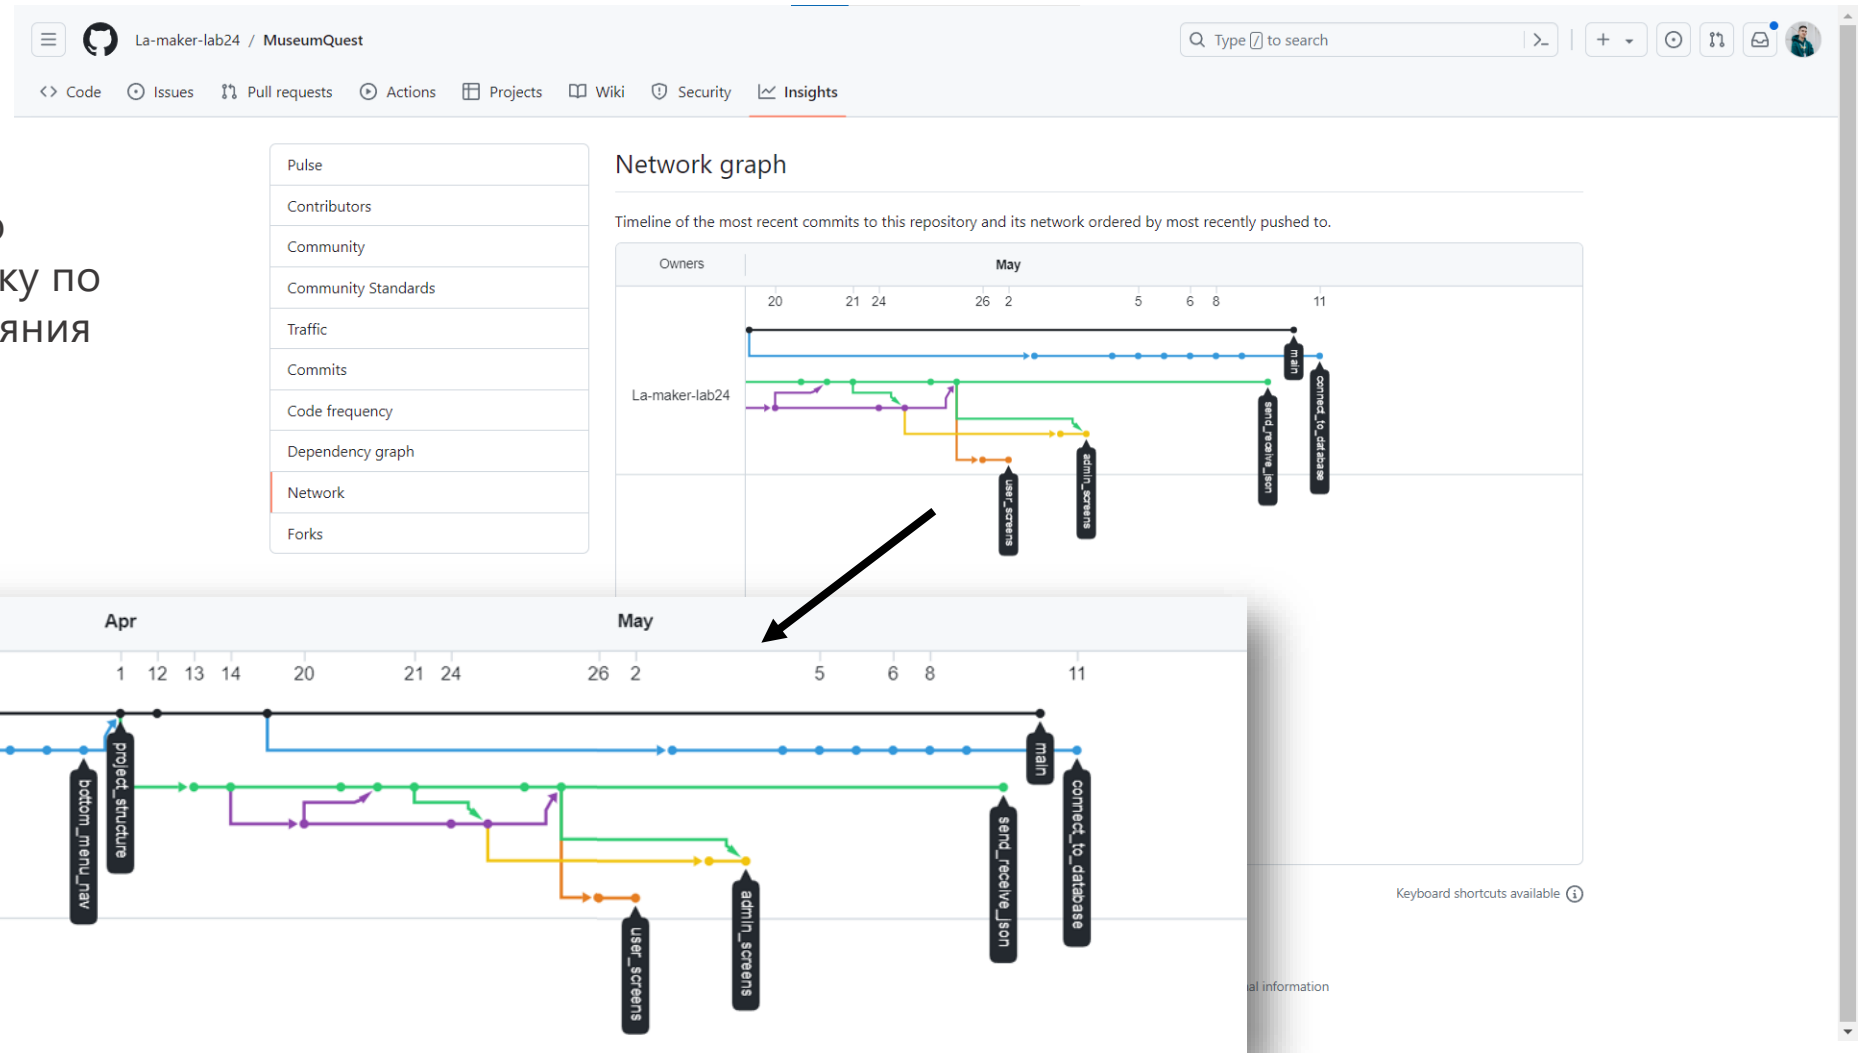 La-maker-lab24 / MuseumQuest
Type / to search
Code Issues Pull requests Actions Projects Wiki Security Insights
ку по
яния
Pulse
Contributors
Community
Community Standards
Traffic
Commits
Code frequency
Dependency graph
Network
Forks
Network graph
Timeline of the most recent commits to this repository and its network ordered by most recently pushed to.
Owners May
20 21 24 26 2 5 6 8 11
La-maker-lab24
main
connect_to_database
send_receive_json
admin_screens
user_screens
Apr May
1 12 13 14 20 21 24 26 2 5 6 8 11
project_structure
bottom_menu_nav
main
connect_to_database
send_receive_json
admin_screens
user_screens
Keyboard shortcuts available
al information